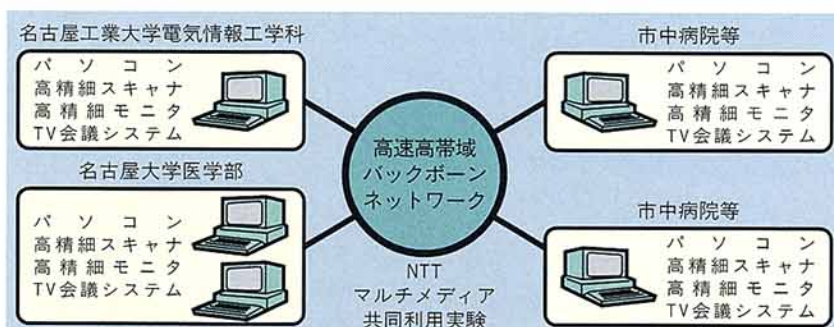 名古屋工業大学電気情報工学科
パソコン
高精細スキャナ
高精細モニタ
TV会議システム
名古屋大学医学部
パソコン
高精細スキャナ
高精細モニタ
TV会議システム
高速高帯域
バックボーン
ネットワーク
NTT
マルチメディア
共同利用実験
市中病院等
パソコン
高精細スキャナ
高精細モニタ
TV会議システム
市中病院等
パソコン
高精細スキャナ
高精細モニタ
TV会議システム